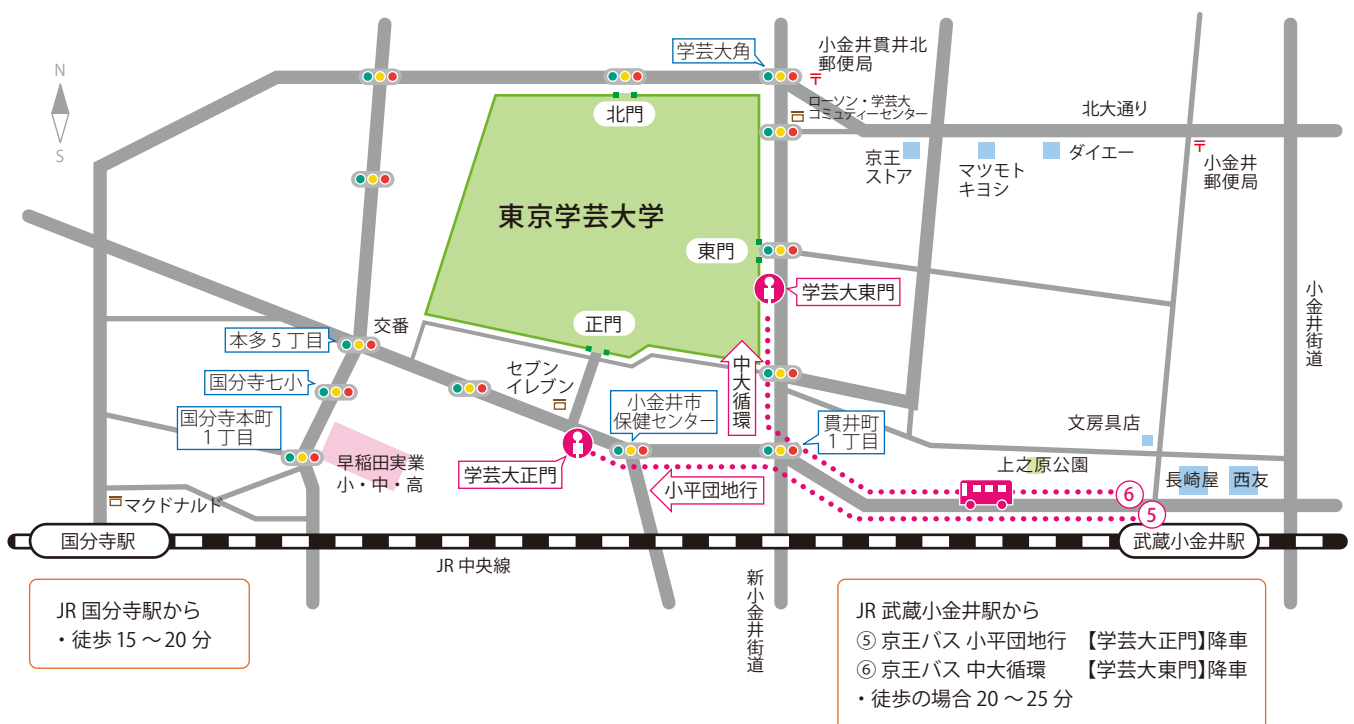 N
S
学芸大角
小金井貫井北
郵便局
〒
ローソン・学芸大
コミュティーセンター
北大通り
北門
京王
ストア
マツモト
キヨシ
ダイエー
〒
小金井
郵便局
東京学芸大学
東門
学芸大東門
小金井街道
正門
交番
本多5丁目
国分寺七小
国分寺本町
1丁目
セブン
イレブン
小金井市
保健センター
中大循環
貫井町
1丁目
文房具店
早稲田実業
小・中・高
学芸大正門
小平団地行
上之原公園
長崎屋
西友
マクドナルド
⑥
⑤
国分寺駅
武蔵小金井駅
JR 中央線
新小金井街道
JR 国分寺駅から
・徒歩 15 〜 20 分
JR 武蔵小金井駅から
⑤ 京王バス 小平団地行 【学芸大正門】降車
⑥ 京王バス 中大循環 【学芸大東門】降車
・徒歩の場合 20 〜 25 分